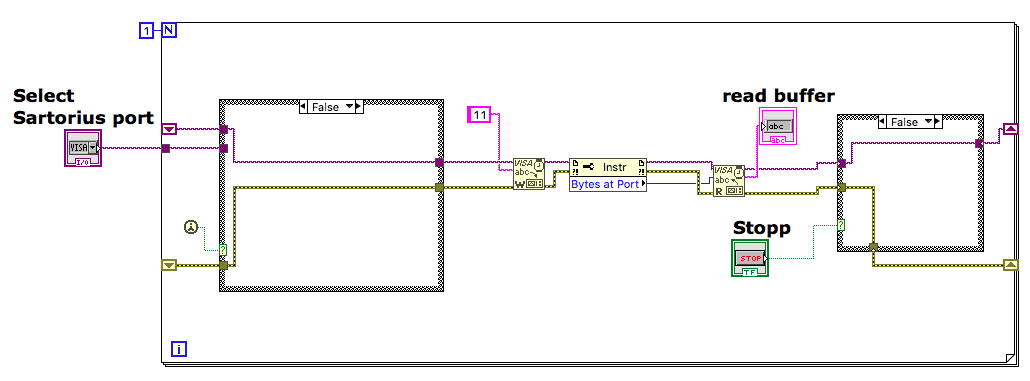 1
N
Select
Sartorius port
VISA
I/O
False
?
11
VISA
abc
W
Instr
Bytes at Port
VISA
abc
R
read buffer
abc
abc
Stopp
STOP
TF
False
?
i